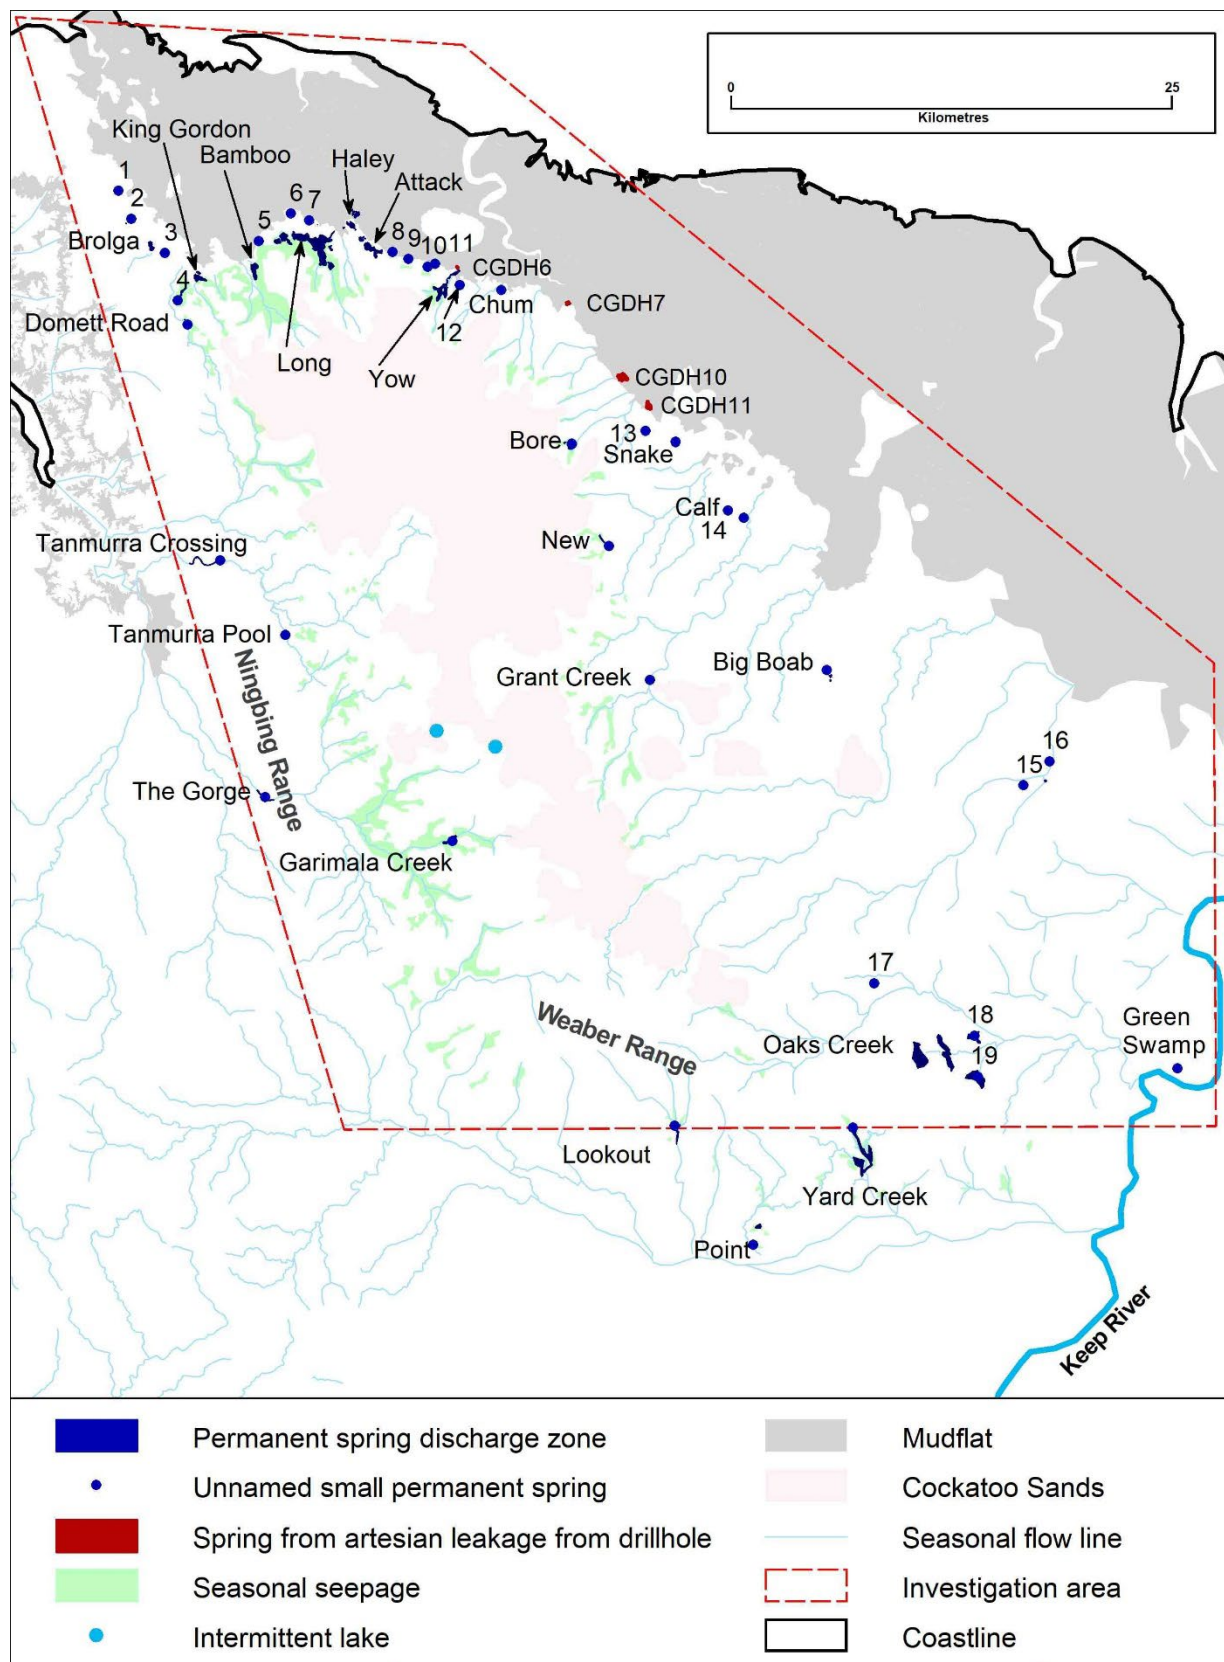 0
25
Kilometres
King Gordon
Bamboo
Haley
Attack
1
2
Brolga
3
4
5
6
7
8
9
10
11
CGDH6
Domett Road
Long
Yow
12
Chum
CGDH7
CGDH10
CGDH11
Bore
13
Snake
Calf
14
New
Tanmurra Crossing
Tanmurra Pool
Ningbing Range
Grant Creek
Big Boab
16
15
The Gorge
Garimala Creek
17
Weaber Range
18
Oaks Creek
19
Green
Swamp
Lookout
Yard Creek
Point
Keep River
Permanent spring discharge zone
Unnamed small permanent spring
Spring from artesian leakage from drillhole
Seasonal seepage
Intermittent lake
Mudflat
Cockatoo Sands
Seasonal flow line
Investigation area
Coastline